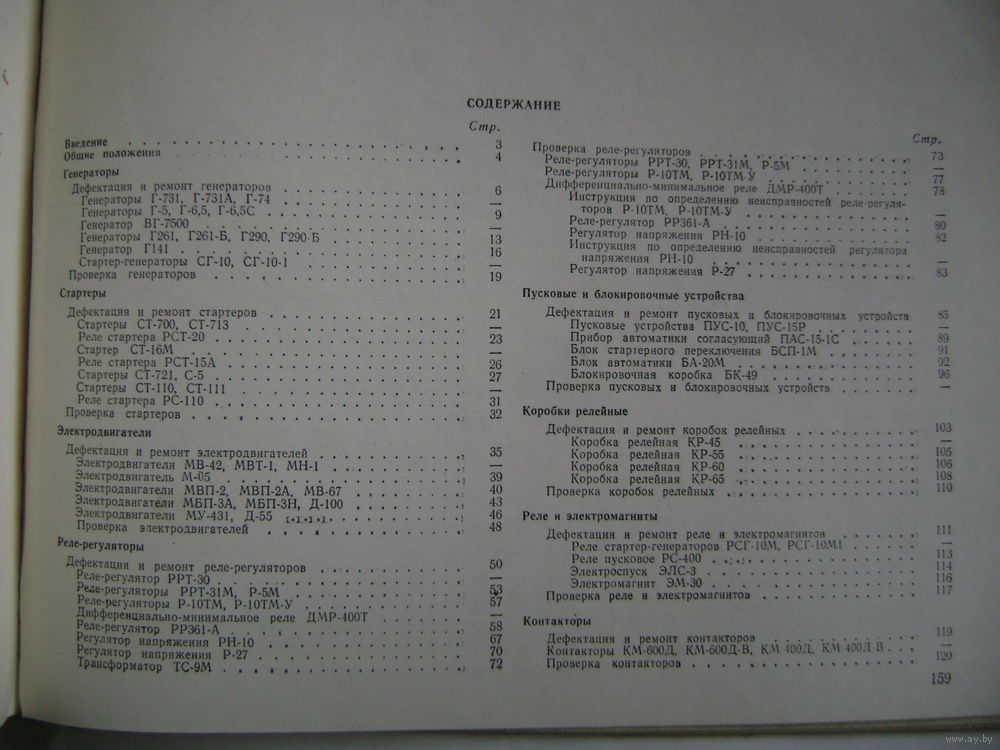 СОДЕРЖАНИЕ
Стр.
Введение 3
Общие положения 4
Генераторы
Дефектация и ремонт генераторов 6
Генераторы Г-731, Г-731А, Г-74 —
Генераторы Г-5, Г-6,5, Г-6,5С 9
Генератор ВГ-7500 —
Генераторы Г261, Г261-Б, Г290, Г290-Б 13
Генератор Г141 16
Стартер-генераторы СГ-10, СГ-10-1 —
Проверка генераторов 19
Стартеры
Дефектация и ремонт стартеров 21
Стартеры СТ-700, СТ-713 —
Реле стартера РСТ-20 23
Стартер СТ-16М —
Реле стартера РСТ-15А 26
Стартеры СТ-721, С-5 27
Стартеры СТ-110, СТ-111 —
Реле стартера РС-110 31
Проверка стартеров 32
Электродвигатели
Дефектация и ремонт электродвигателей 35
Электродвигатели МВ-42, МВТ-1, МН-1 —
Электродвигатель М-05 39
Электродвигатели МВП-2, МВП-2А, МВ-67 40
Электродвигатели МБП-3А, МБП-3Н, Д-100 43
Электродвигатели МУ-431, Д-55 46
Проверка электродвигателей 48
Реле-регуляторы
Дефектация и ремонт реле-регуляторов 50
Реле-регулятор РРТ-30 —
Реле-регуляторы РРТ-31М, Р-5М 53
Реле-регуляторы Р-10ТМ, Р-10ТМ-У 57
Дифференциально-минимальное реле ДМР-400Т —
Реле-регулятор РР361-А 58
Регулятор напряжения РН-10 67
Регулятор напряжения Р-27 70
Трансформатор ТС-9М 72
Стр.
Проверка реле-регуляторов 73
Реле-регуляторы РРТ-30, РРТ-31М, Р-5М —
Реле-регуляторы Р-10ТМ, Р-10ТМ-У 77
Дифференциально-минимальное реле ДМР-400Т 78
Инструкция по определению неисправностей реле-регуля-
торов Р-10ТМ, Р-10ТМ-У —
Реле-регулятор РР361-А 80
Регулятор напряжения РН-10 82
Инструкция по определению неисправностей регулятора
напряжения РН-10 —
Регулятор напряжения Р-27 83
Пусковые и блокировочные устройства
Дефектация и ремонт пусковых и блокировочных устройств 85
Пусковые устройства ПУС-10, ПУС-15Р —
Прибор автоматики согласующий ПАС-15-1С 89
Блок стартерного переключения БСП-1М 91
Блок автоматики БА-20М 92
Блокировочная коробка БК-49 96
Проверка пусковых и блокировочных устройств —
Коробки релейные
Дефектация и ремонт коробок релейных 103
Коробка релейная КР-45 —
Коробка релейная КР-55 105
Коробка релейная КР-60 106
Коробка релейная КР-65 108
Проверка коробок релейных 110
Реле и электромагниты
Дефектация и ремонт реле и электромагнитов 111
Реле стартер-генераторов РСГ-10М, РСГ-10М1 —
Реле пусковое РС-400 113
Электроспуск ЭЛС-3 114
Электромагнит ЭМ-30 116
Проверка реле и электромагнитов 117
Контакторы
Дефектация и ремонт контакторов 119
Контакторы КМ-600Д, КМ-600Д-В, КМ-400Д, КМ-400Д-В —
Проверка контакторов 120
159
www.ay.by